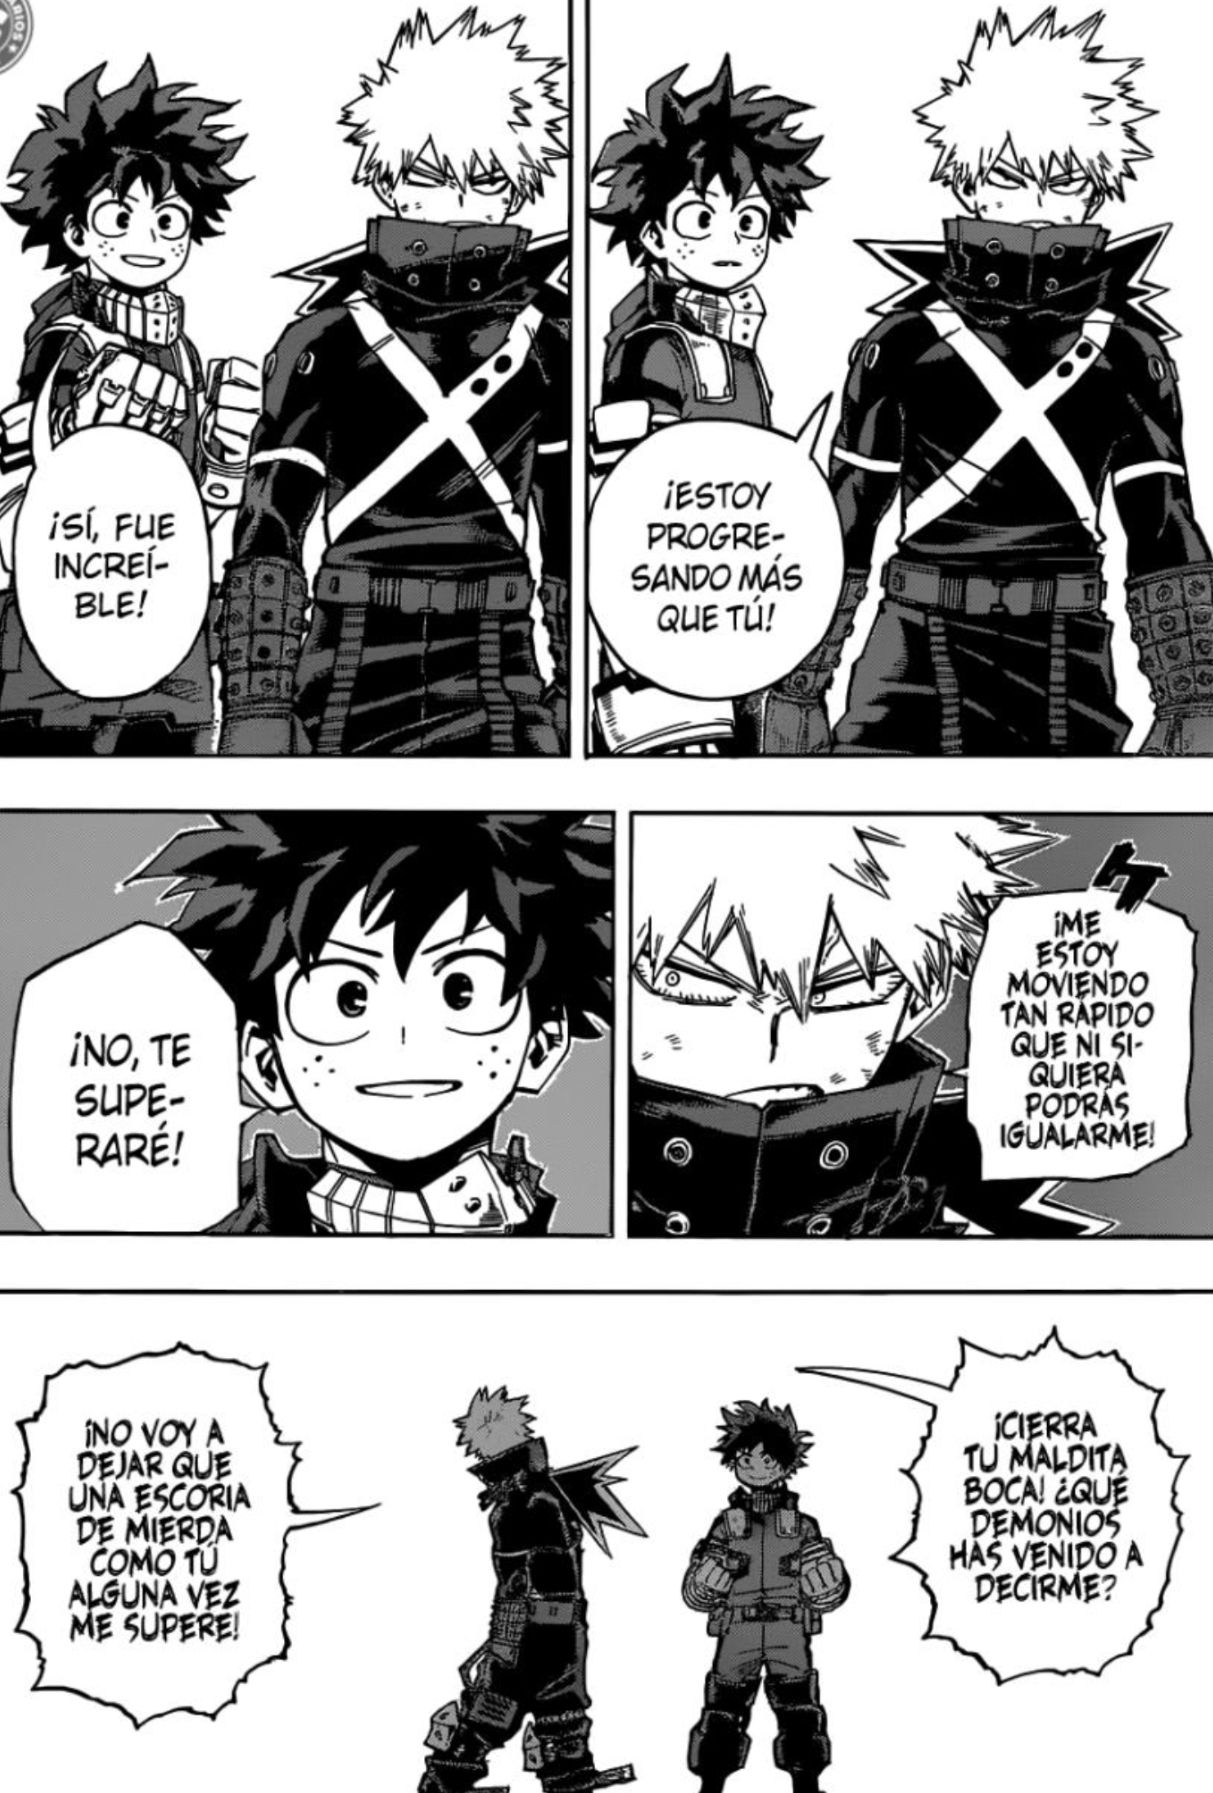 ¡ESTOY
PROGRE-
SANDO MÁS
QUE TÚ!
¡SÍ, FUE
INCREÍ-
BLE!
¡ME
ESTOY
MOVIENDO
TAN RÁPIDO
QUE NI SI-
QUIERA
PODRÁS
IGUALARME!
¡NO, TE
SUPE-
RARÉ!
¡CIERRA
TU MALDITA
BOCA! ¿QUÉ
DEMONIOS
HAS VENIDO A
DECIRME?
¡NO VOY A
DEJAR QUE
UNA ESCORIA
DE MIERDA
COMO TÚ
ALGUNA VEZ
ME SUPERE!